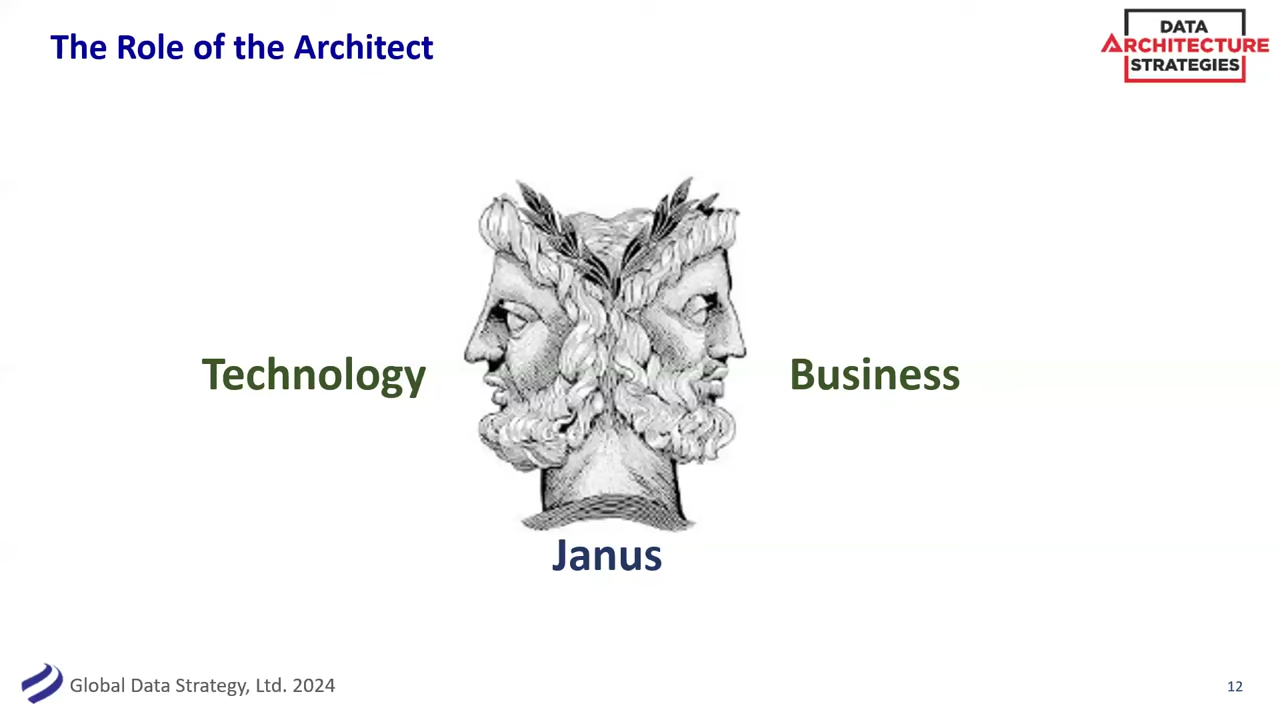 The Role of the Architect
DATA
ARCHITECTURE
STRATEGIES
Technology
Business
Janus
Global Data Strategy, Ltd. 2024
12